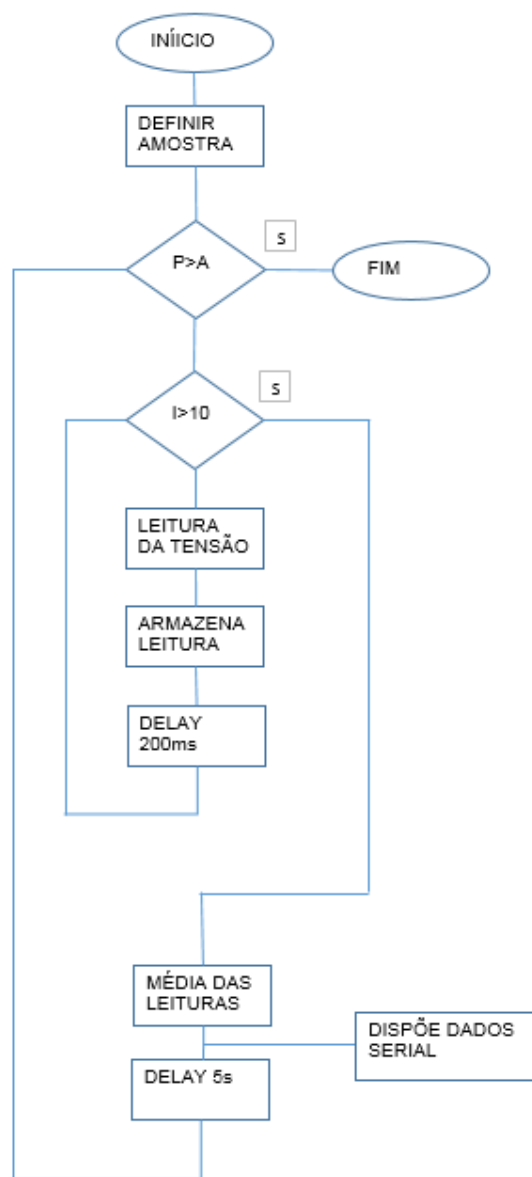 INÍICIO
DEFINIR
AMOSTRA
S
P>A
FIM
S
I>10
LEITURA
DA TENSÃO
ARMAZENA
LEITURA
DELAY
200ms
MÉDIA DAS
LEITURAS
DISPÕE DADOS
SERIAL
DELAY 5s